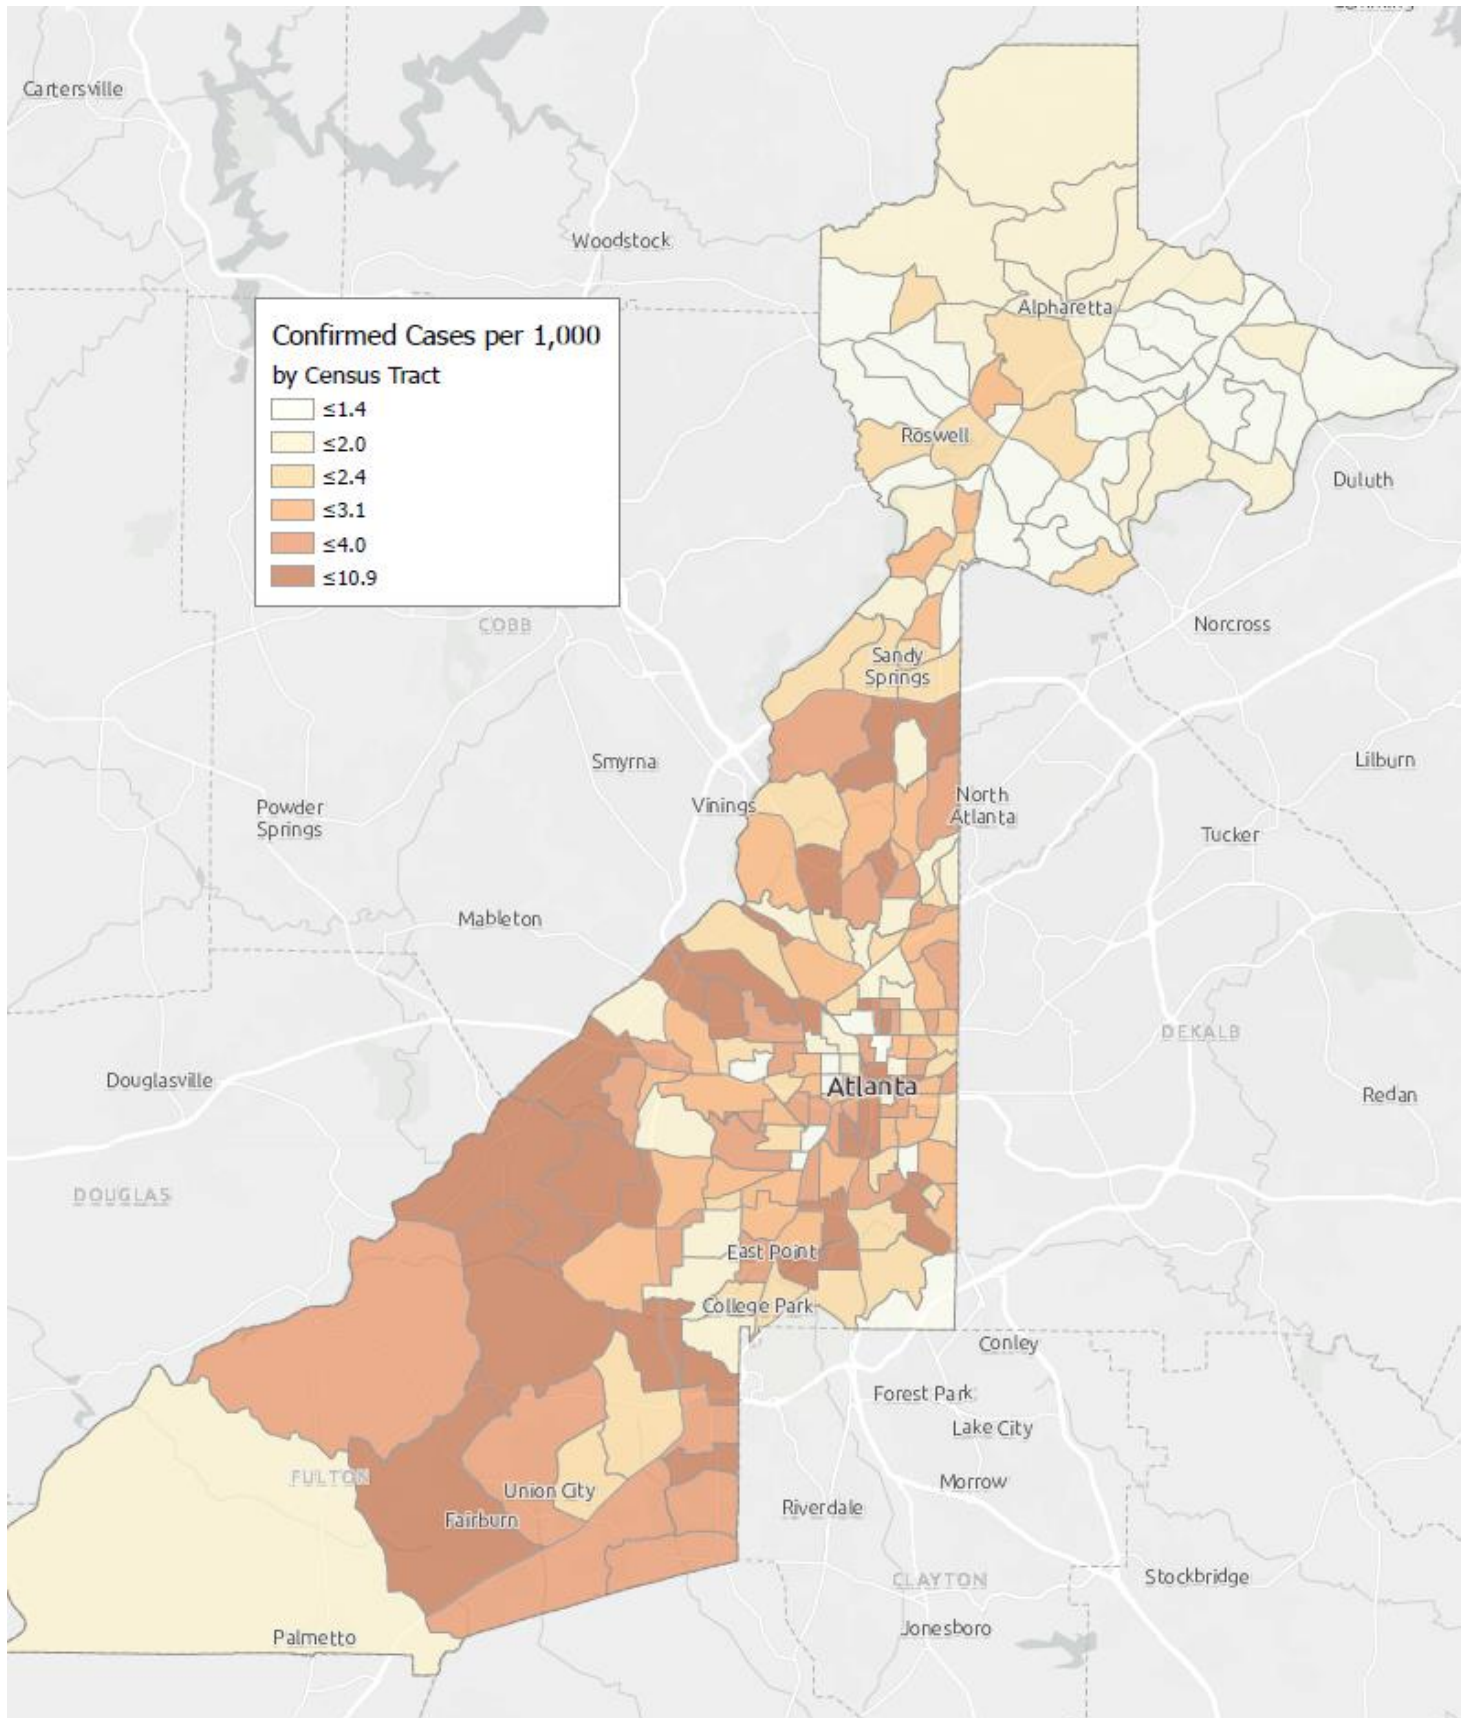 Cartersville
Woodstock
Confirmed Cases per 1,000
by Census Tract
≤1.4
≤2.0
≤2.4
≤3.1
≤4.0
≤10.9
Alpharetta
Roswell
Duluth
COBB
Norcross
Sandy
Springs
Smyrna
Lilburn
Vinings
North
Atlanta
Powder
Springs
Tucker
Mableton
DEKALB
Douglasville
Atlanta
Redan
DOUGLAS
East Point
College Park
Conley
Forest Park
Lake City
FULTON
Union City
Morrow
Fairburn
Riverdale
CLAYTON
Stockbridge
Jonesboro
Palmetto